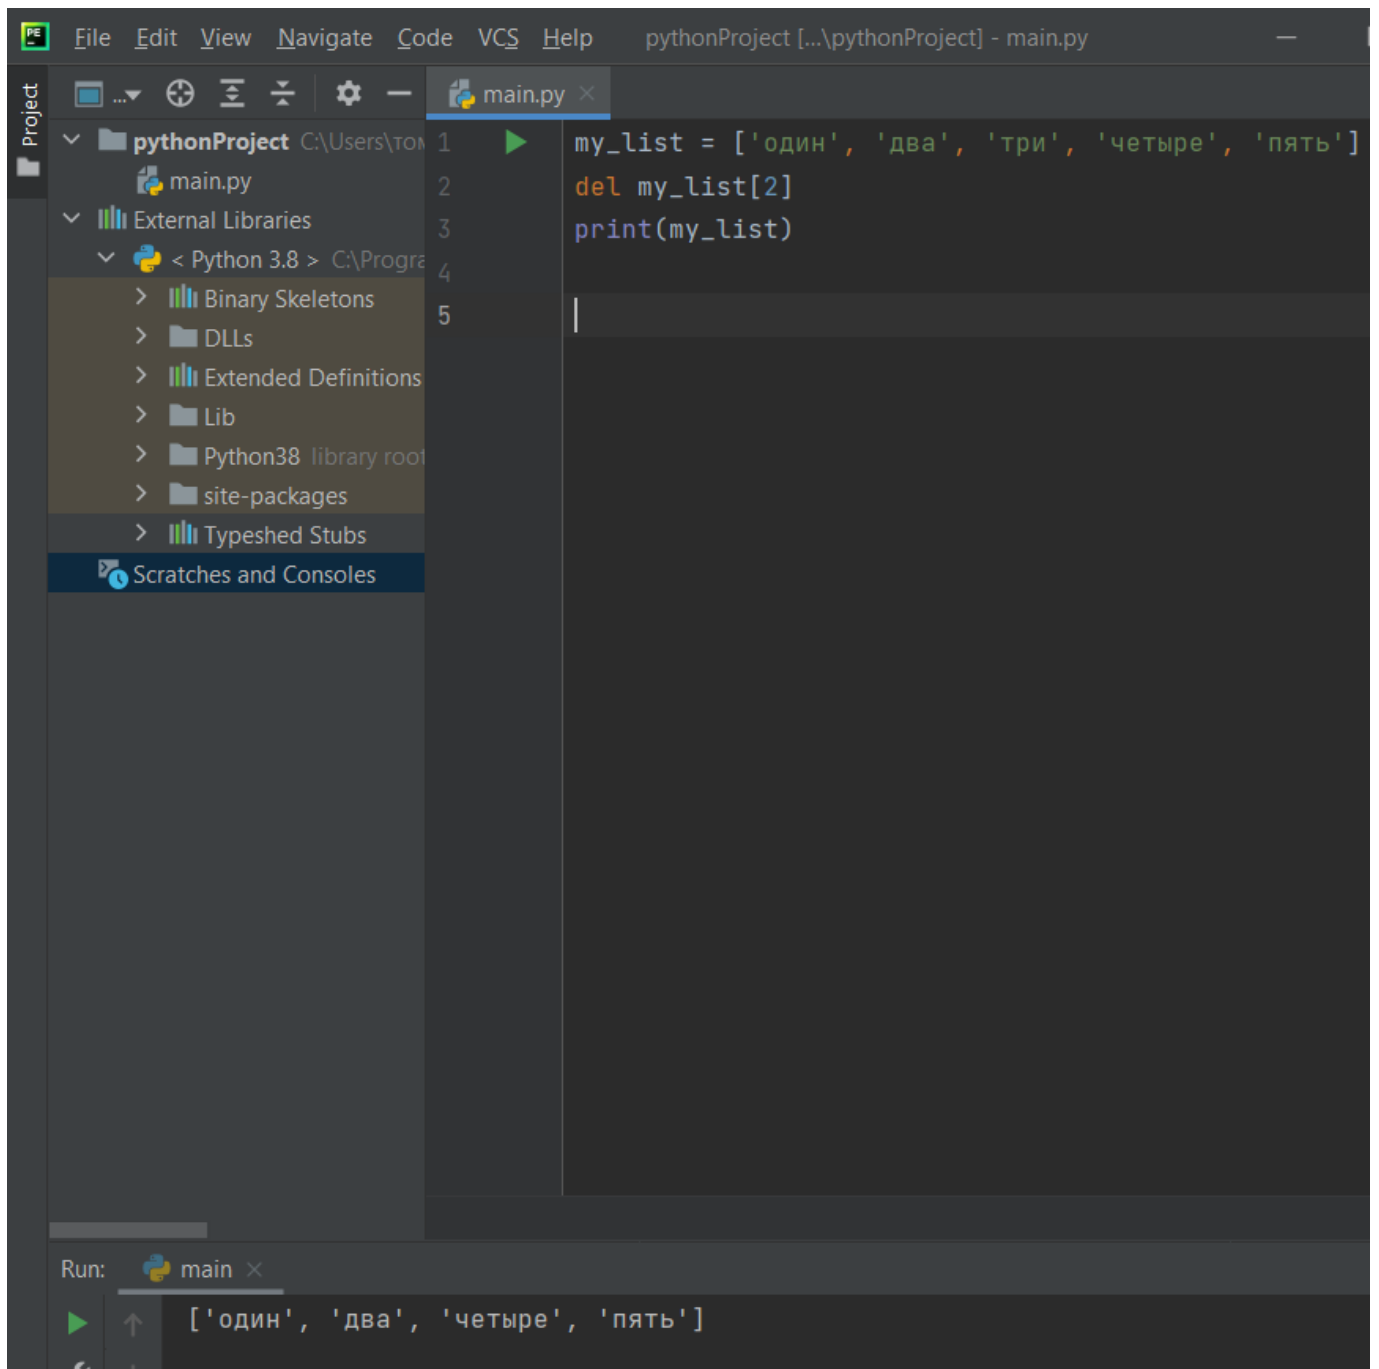 PE
File Edit View Navigate Code VCS Help pythonProject [...\pythonProject] - main.py
Project
... main.py
pythonProject C:\Users\том
main.py
External Libraries
< Python 3.8 > C:\Progra
Binary Skeletons
DLLs
Extended Definitions
Lib
Python38 library root
site-packages
Typeshed Stubs
Scratches and Consoles
1 my_list = ['один', 'два', 'три', 'четыре', 'пять']
2 del my_list[2]
3 print(my_list)
4
5
Run: main
['один', 'два', 'четыре', 'пять']